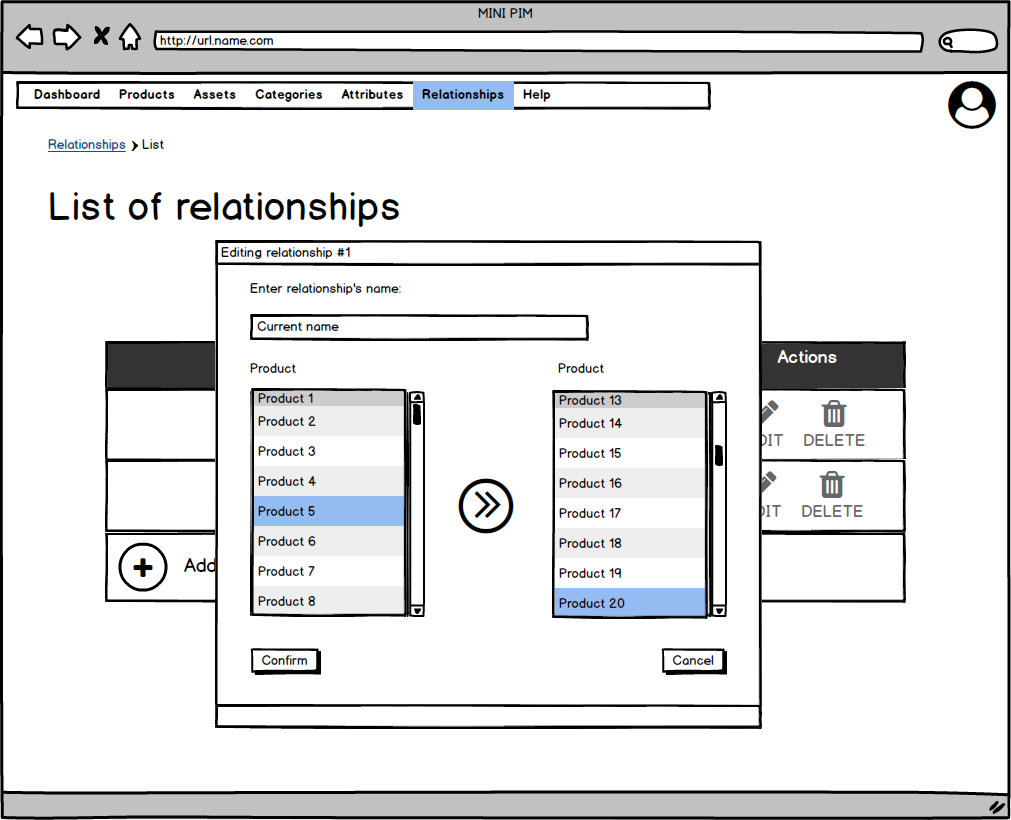 MINI PIM
http://url.name.com
Dashboard Products Assets Categories Attributes Relationships Help
Relationships List
List of relationships
Editing relationship #1
Enter relationship's name:
Current name
Product
Product 1
Product 2
Product 3
Product 4
Product 5
Product 6
Product 7
Product 8
Product
Product 13
Product 14
Product 15
Product 16
Product 17
Product 18
Product 19
Product 20
Confirm Cancel
Actions
DIT DELETE
DIT DELETE
Add